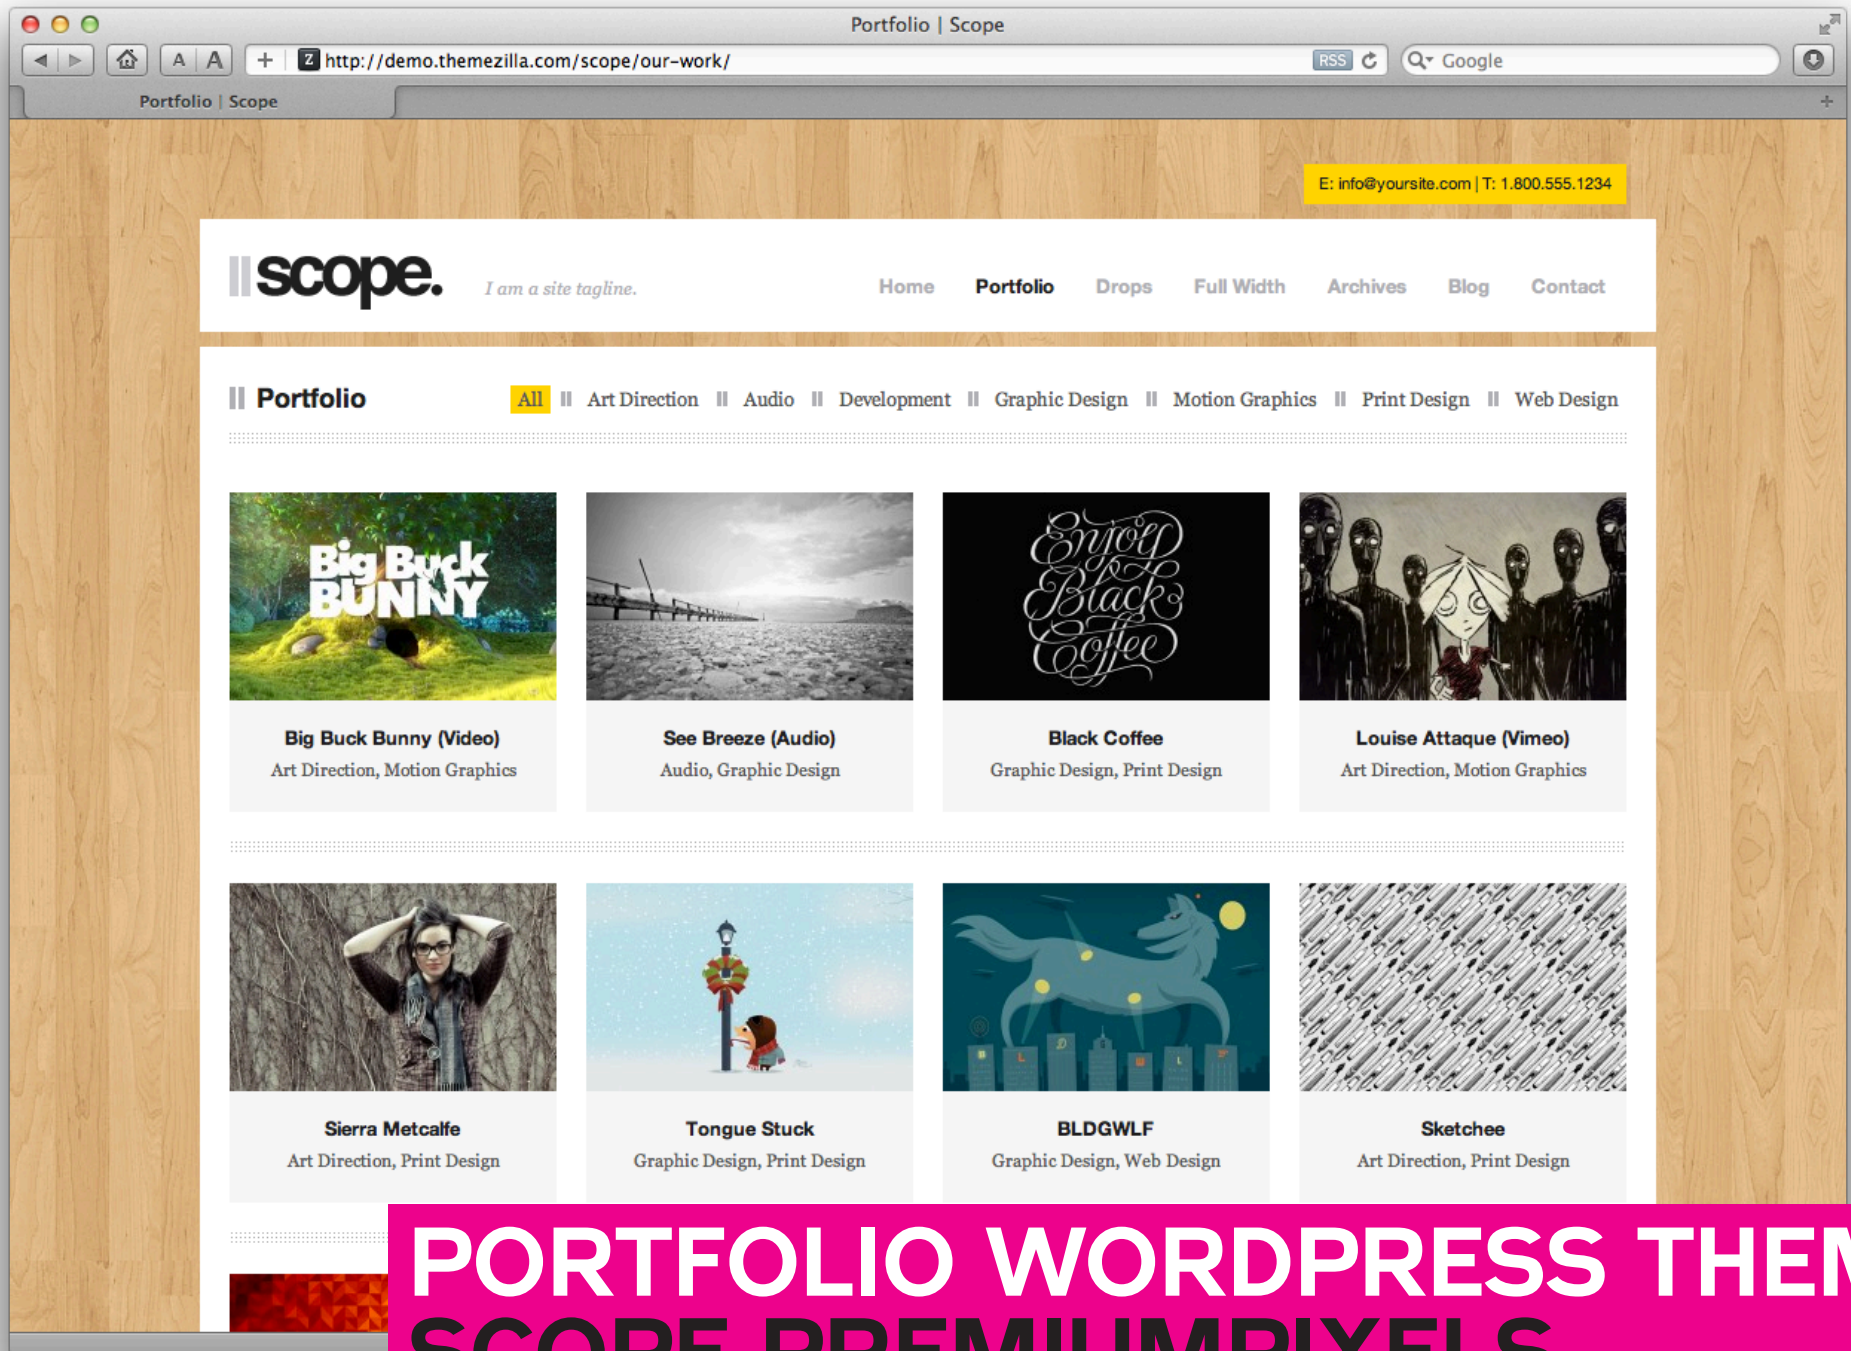 Portfolio | Scope
A A
http://demo.themezilla.com/scope/our-work/
RSS
Google
Portfolio | Scope
E: info@yoursite.com | T: 1.800.555.1234
scope.
I am a site tagline.
Home Portfolio Drops Full Width Archives Blog Contact
Portfolio
All Art Direction Audio Development Graphic Design Motion Graphics Print Design Web Design
Big Buck
BUNNY
Enjoy
Black
Coffee
Big Buck Bunny (Video) See Breeze (Audio) Black Coffee Louise Attaque (Vimeo)
Art Direction, Motion Graphics Audio, Graphic Design Graphic Design, Print Design Art Direction, Motion Graphics
B L D G W L F
Sierra Metcalfe Tongue Stuck BLDGWLF Sketchee
Art Direction, Print Design Graphic Design, Print Design Graphic Design, Web Design Art Direction, Print Design
PORTFOLIO WORDPRESS THEM
SCOPE PREMIUMPIXELS